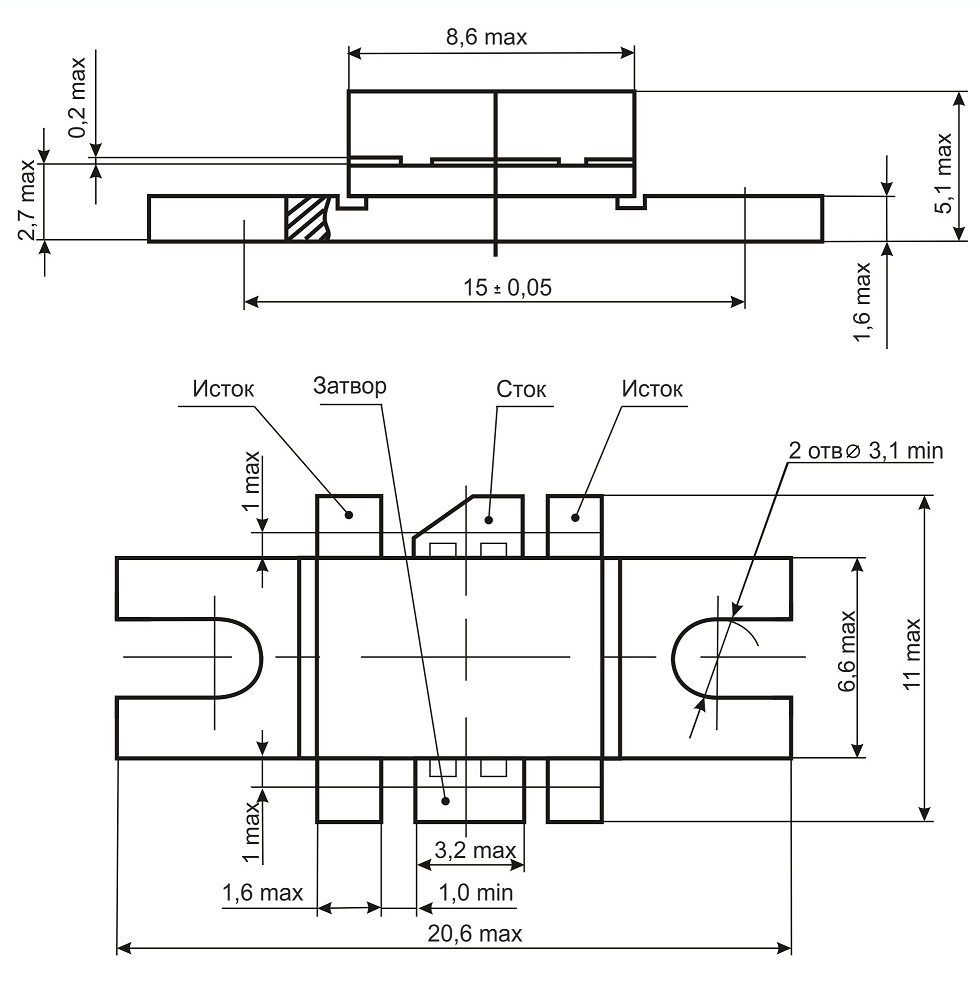 8,6 max
0,2 max
2,7 max
5,1 max
15 ± 0,05
1,6 max
Исток
Затвор
Сток
Исток
2 отв⌀ 3,1 min
1 max
6,6 max
11 max
1 max
3,2 max
1,6 max
1,0 min
20,6 max